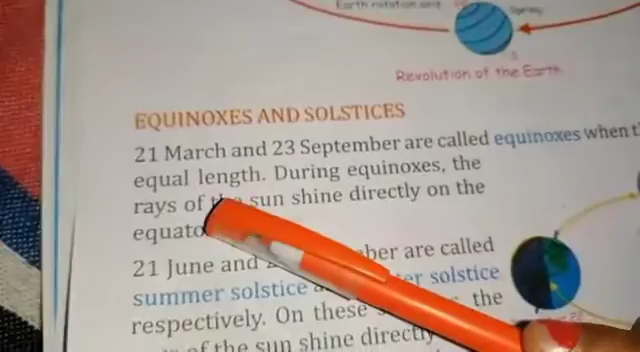 Earth rotation axis
Spring
Revolution of the Earth
EQUINOXES AND SOLSTICES
21 March and 23 September are called equinoxes when t
equal length. During equinoxes, the
rays of the sun shine directly on the
equato
21 June and ber are called
summer solstice solstice
respectively. On these the
of the sun shine directly